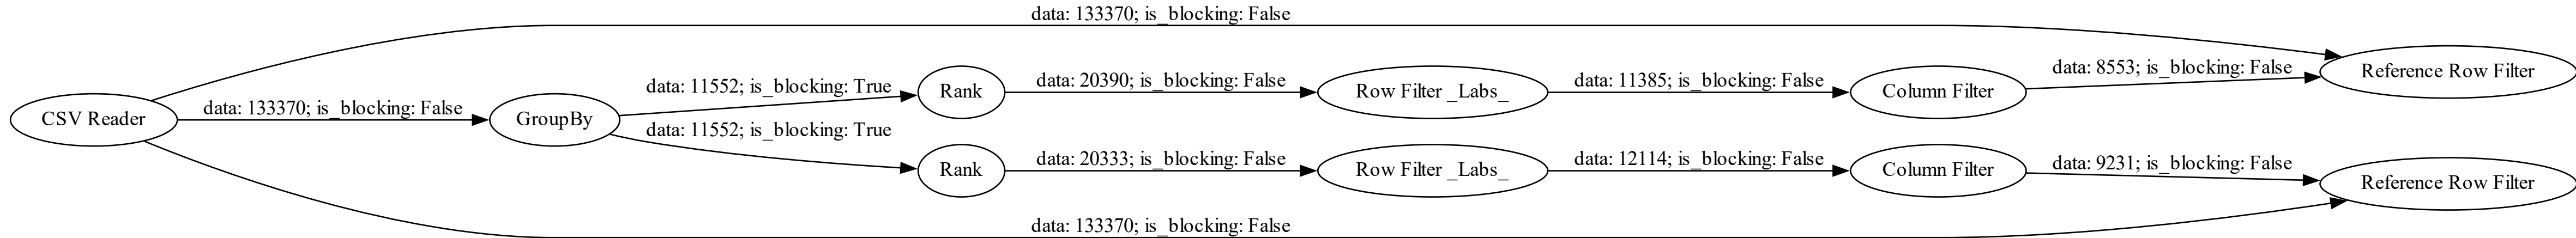 data: 133370; is_blocking: False
CSV Reader
data: 133370; is_blocking: False
GroupBy
data: 11552; is_blocking: True
Rank
data: 20390; is_blocking: False
Row Filter _Labs_
data: 11385; is_blocking: False
Column Filter
data: 8553; is_blocking: False
Reference Row Filter
data: 11552; is_blocking: True
Rank
data: 20333; is_blocking: False
Row Filter _Labs_
data: 12114; is_blocking: False
Column Filter
data: 9231; is_blocking: False
Reference Row Filter
data: 133370; is_blocking: False